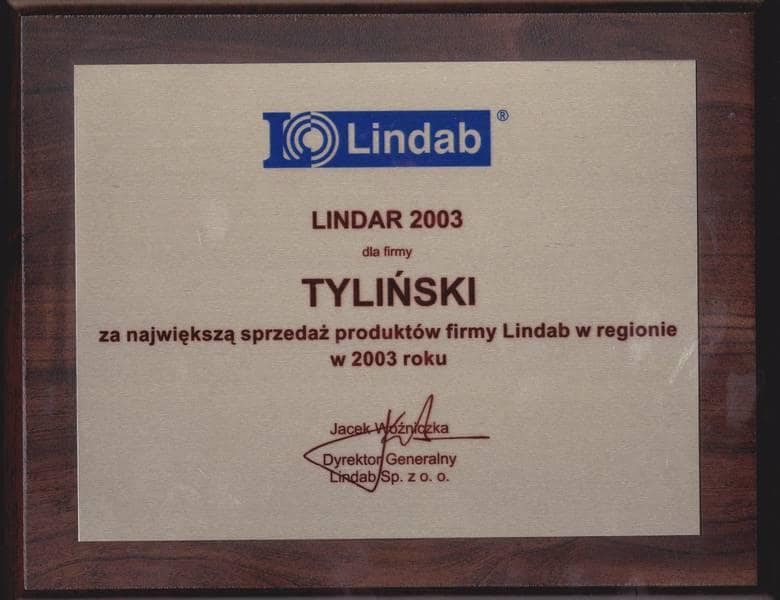 Lindab®
LINDAR 2003
dla firmy
TYLIŃSKI
za największą sprzedaż produktów firmy Lindab w regionie
w 2003 roku
Jacek Woźniczka
Dyrektor Generalny
Lindab Sp. z o. o.